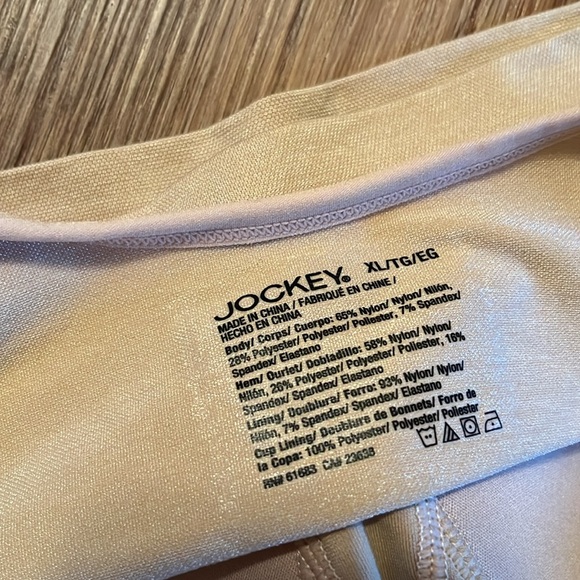 JOCKEY® XL/TG/EG
MADE IN CHINA / FABRIQUÉ EN CHINE /
HECHO EN CHINA
Body/ Corps/ Cuerpo: 65% Nylon/ Nylon/ Nilón,
28% Polyester/ Polyester/ Poliester, 7% Spandex/
Spandex/ Elastano
Hem/ Ourlet/ Dobladillo: 58% Nylon/ Nylon/
Nilón, 26% Polyester/ Polyester/ Poliester, 16%
Spandex/ Spandex/ Elastano
Lining/ Doublura/ Forro: 93% Nylon/ Nylon/
Nilón, 7% Spandex/ Spandex/ Elastano
Cup Lining/ Doublure de Bonnets/ Forro de
la Copa: 100% Polyester/ Polyester/ Poliester
RN# 61683 CA# 23638